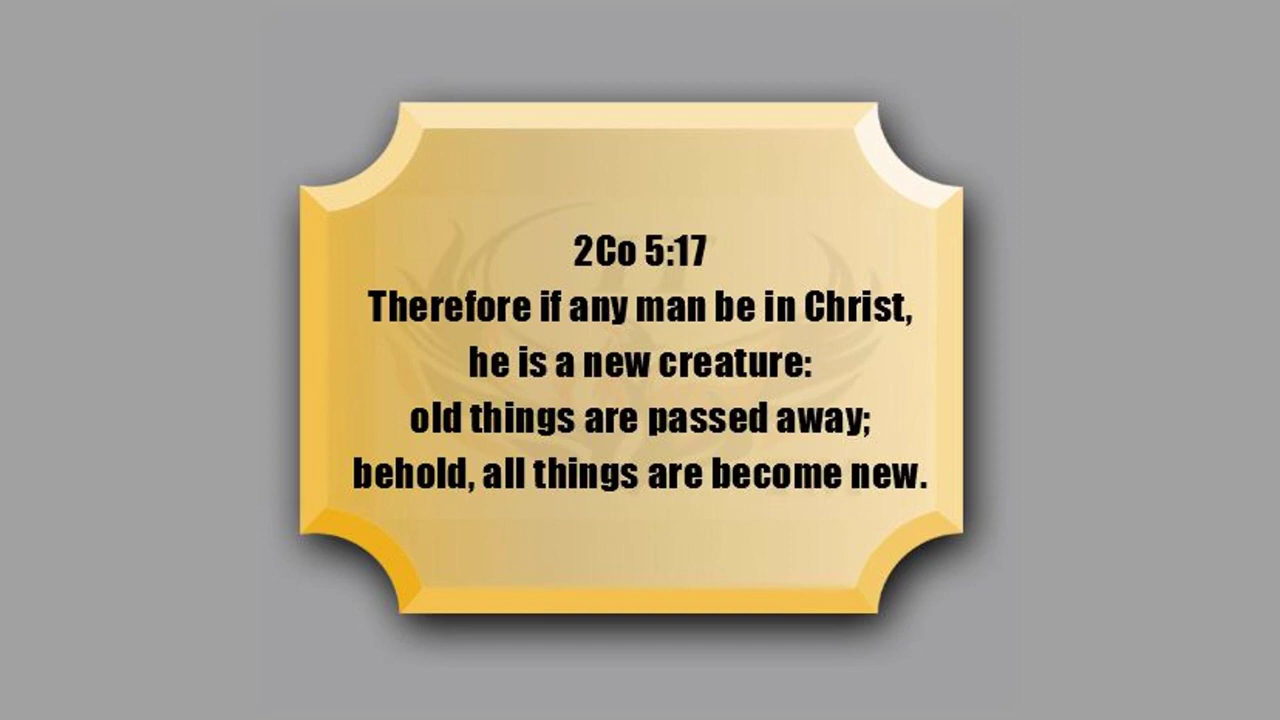 2Co 5:17
Therefore if any man be in Christ,
he is a new creature:
old things are passed away;
behold, all things are become new.